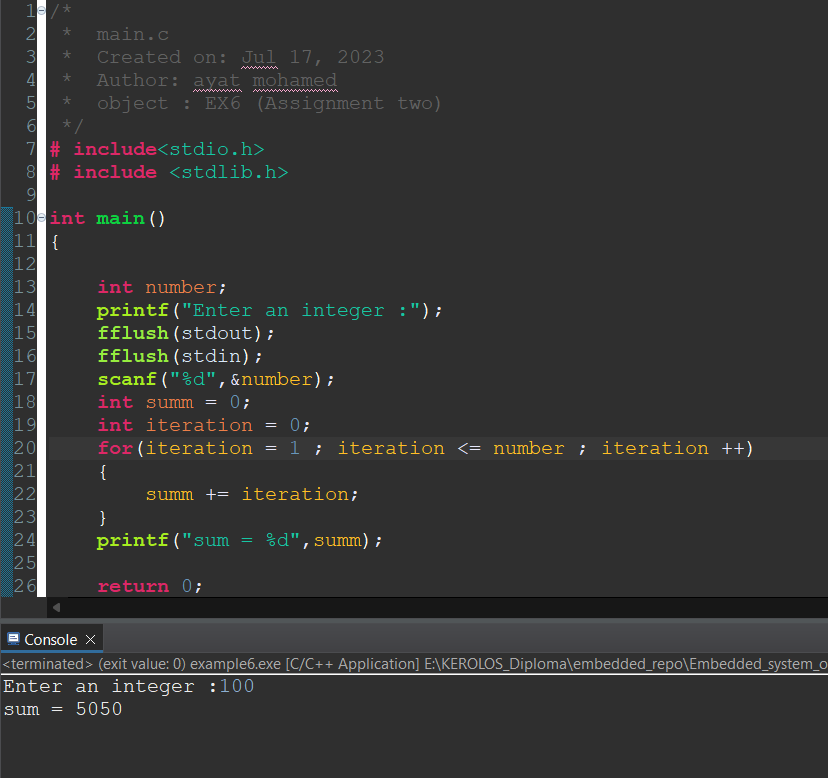 1 /*
2  *  main.c
3  *  Created on: Jul 17, 2023
4  *  Author: ayat mohamed
5  *  object : EX6 (Assignment two)
6  */
7 # include<stdio.h>
8 # include <stdlib.h>
9
10 int main()
11 {
12
13     int number;
14     printf("Enter an integer :");
15     fflush(stdout);
16     fflush(stdin);
17     scanf("%d",&number);
18     int summ = 0;
19     int iteration = 0;
20     for(iteration = 1 ; iteration <= number ; iteration ++)
21     {
22         summ += iteration;
23     }
24     printf("sum = %d",summ);
25
26     return 0;
Console
<terminated> (exit value: 0) example6.exe [C/C++ Application] E:\KEROLOS_Diploma\embedded_repo\Embedded_system_o
Enter an integer :100
sum = 5050